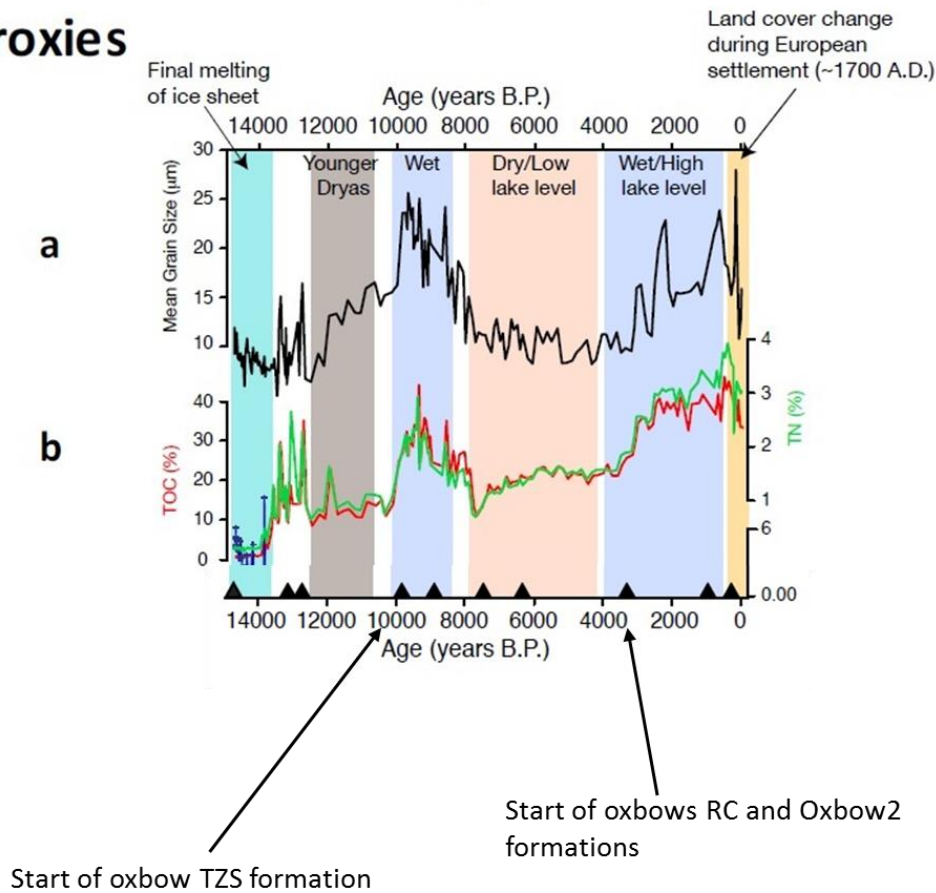 roxies
Land cover change
during European
settlement (~1700 A.D.)
Final melting
of ice sheet
Age (years B.P.)
14000 12000 10000 8000 6000 4000 2000 0
a
Mean Grain Size (μm)
30
25
20
15
10
Younger
Dryas
Wet
Dry/Low
lake level
Wet/High
lake level
b
TOC (%)
40
30
20
10
0
4
3
2
1
6
0.00
TN (%)
14000 12000 10000 8000 6000 4000 2000 0
Age (years B.P.)
Start of oxbows RC and Oxbow2
formations
Start of oxbow TZS formation